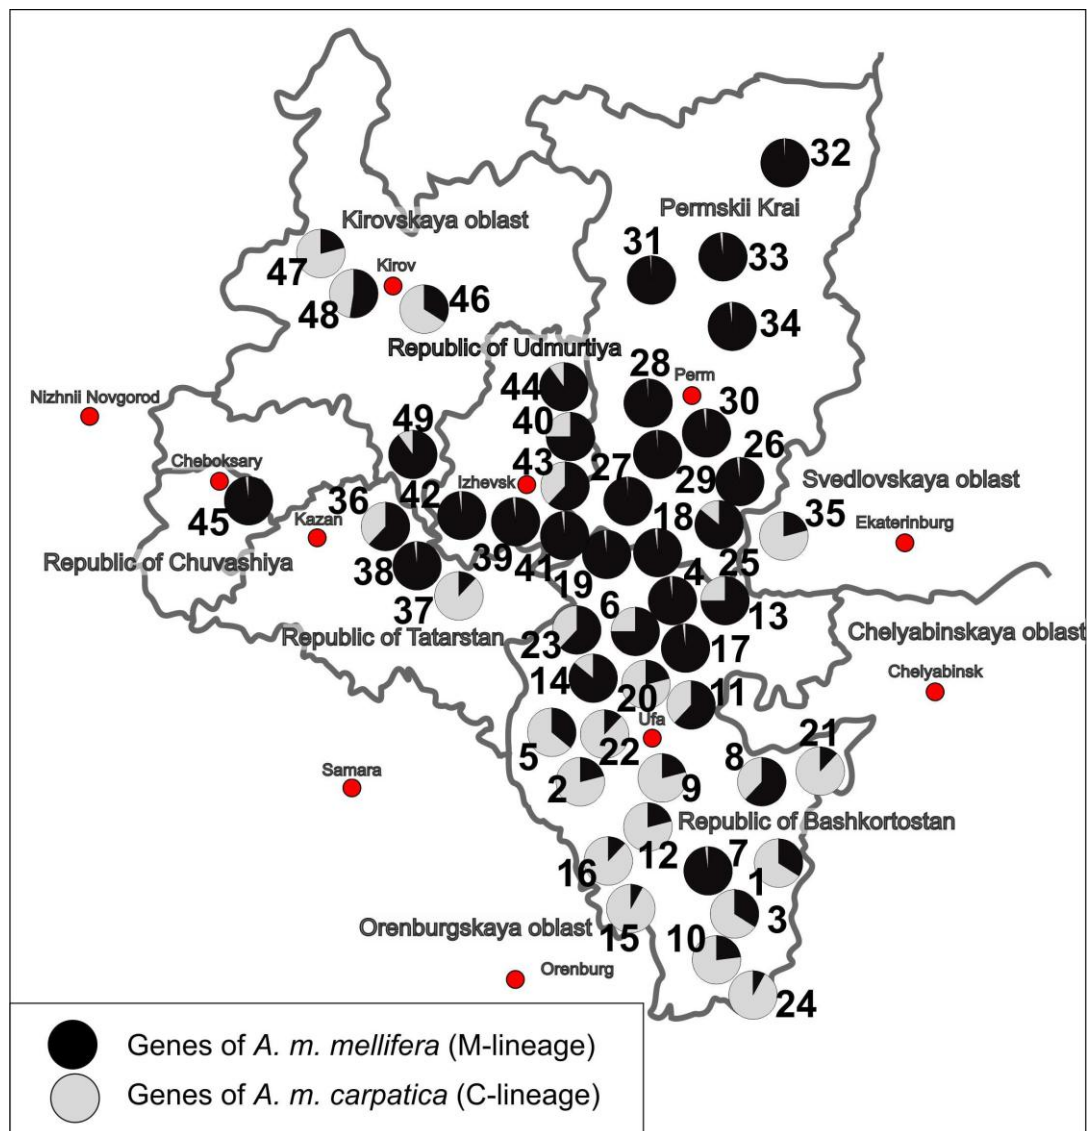 32
Kirovskaya oblast
Permskii Krai
31
33
47
Kirov
48
46
34
Republic of Udmurtiya
28
Perm
Nizhnii Novgorod
44
30
49
40
26
Cheboksary
43
27
Svedlovskaya oblast
42
Izhevsk
29
36
18
35
45
Kazan
Ekaterinburg
Republic of Chuvashiya
38
39
41
25
4
37
19
6
13
Republic of Tatarstan
23
17
Chelyabinskaya oblast
14
20
11
Chelyabinsk
Ufa
5
22
8
21
Samara
2
9
Republic of Bashkortostan
16
12
7
1
Orenburgskaya oblast
15
10
3
Orenburg
24
Genes of A. m. mellifera (M-lineage)
Genes of A. m. carpatica (C-lineage)